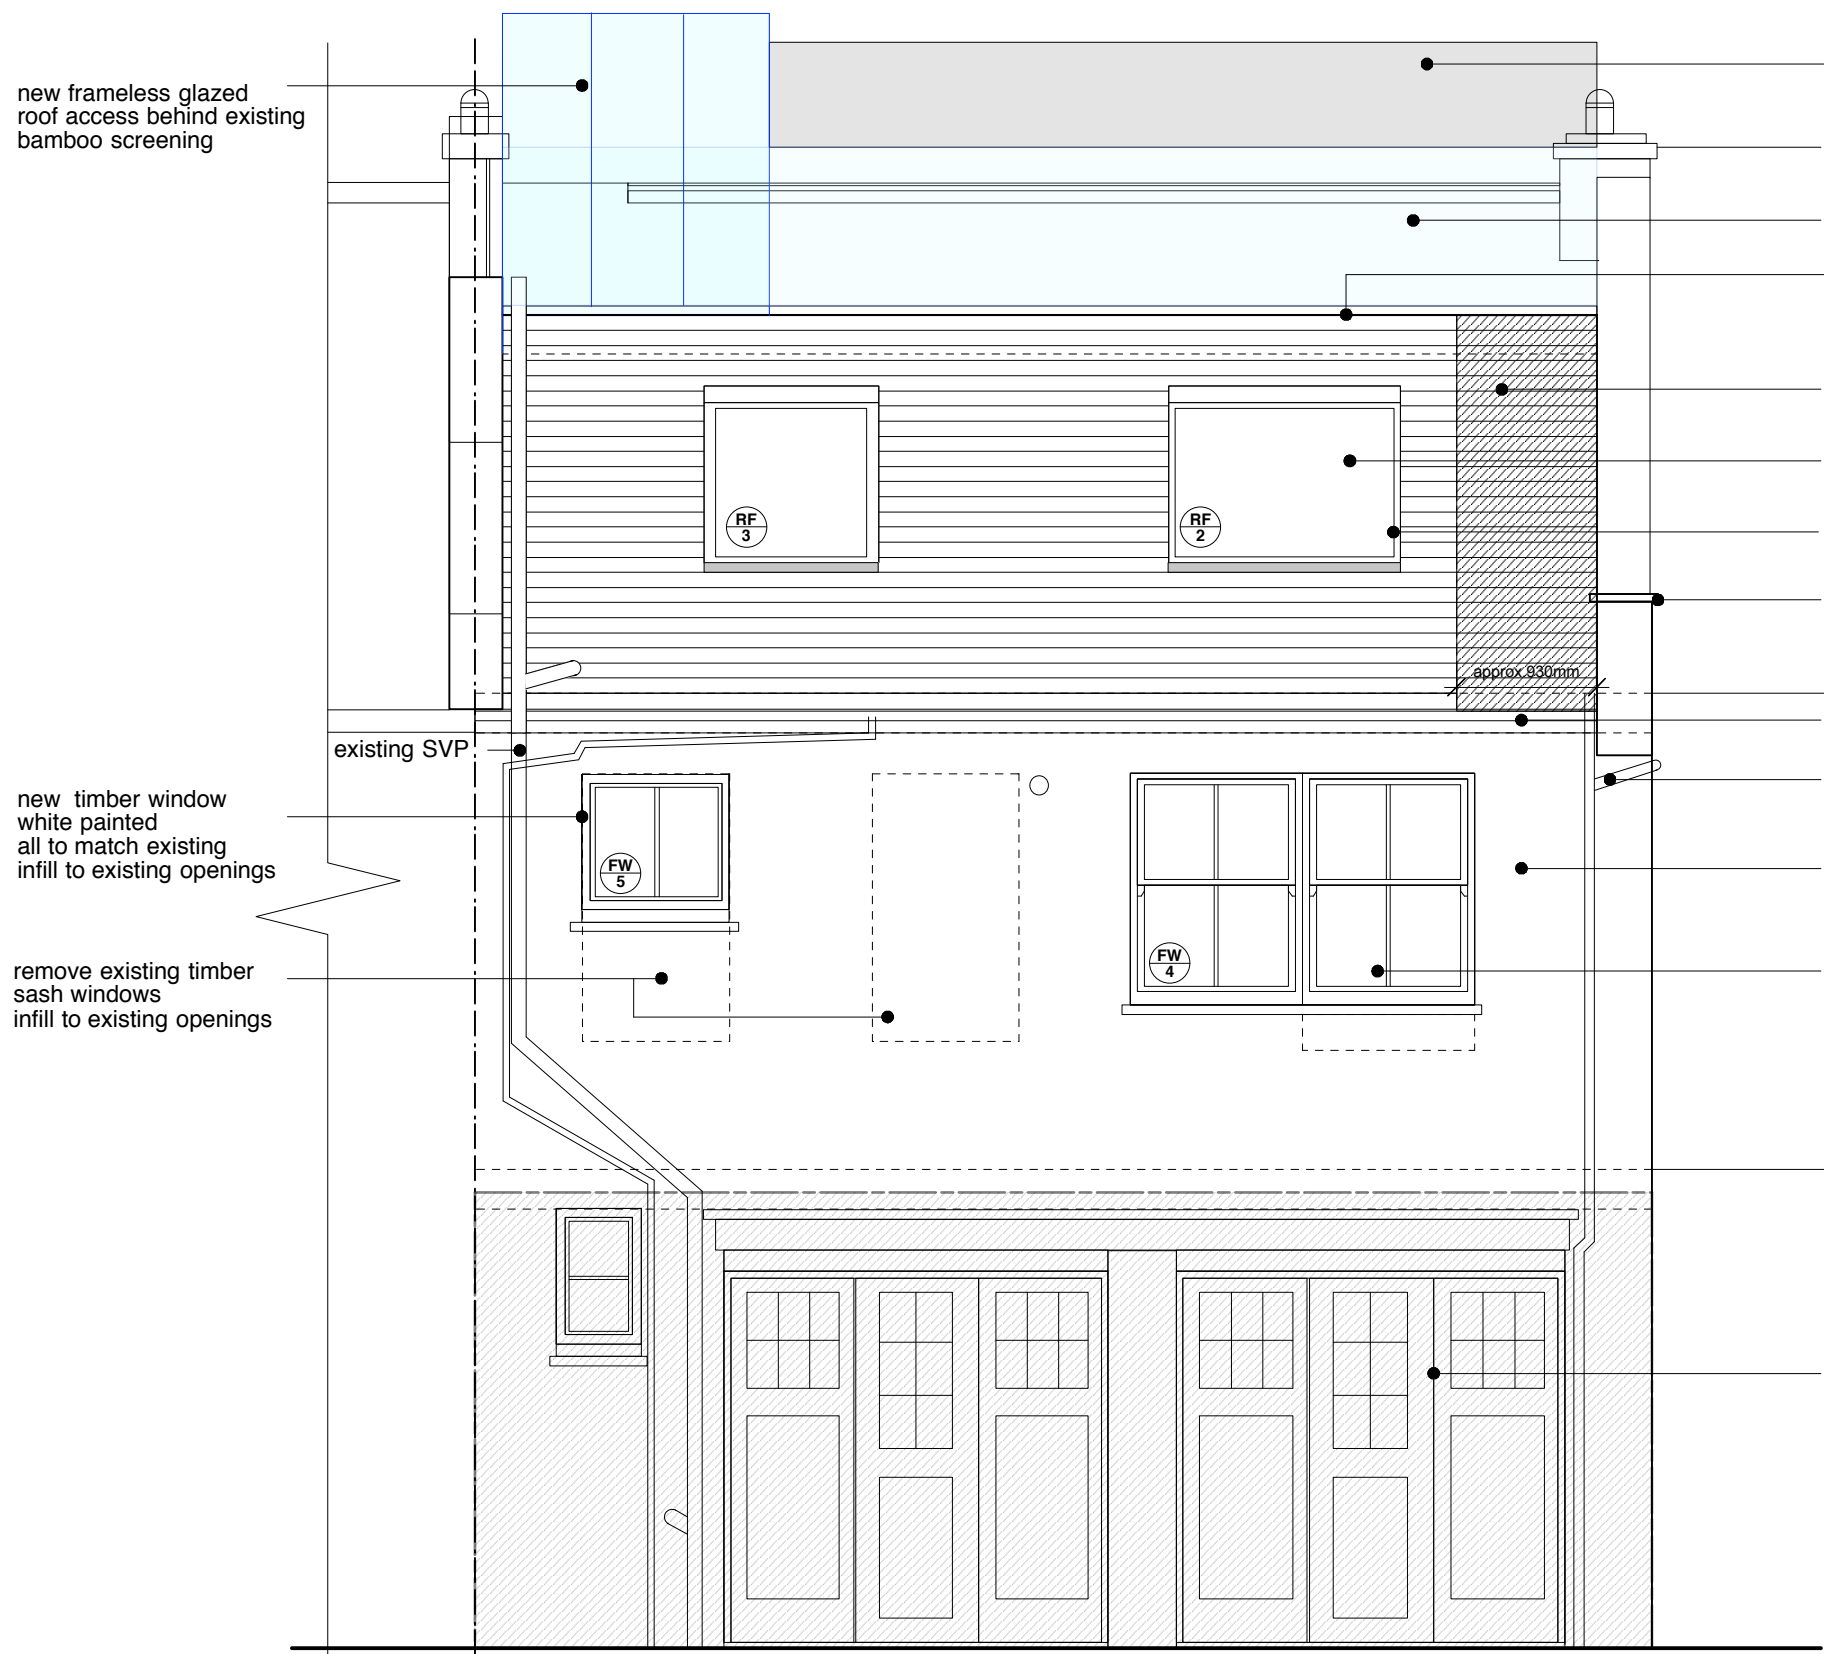 new frameless glazed
roof access behind existing
bamboo screening
RF
3
RF
2
approx.930mm
existing SVP
new timber window
white painted
all to match existing
infill to existing openings
FW
5
FW
4
remove existing timber
sash windows
infill to existing openings